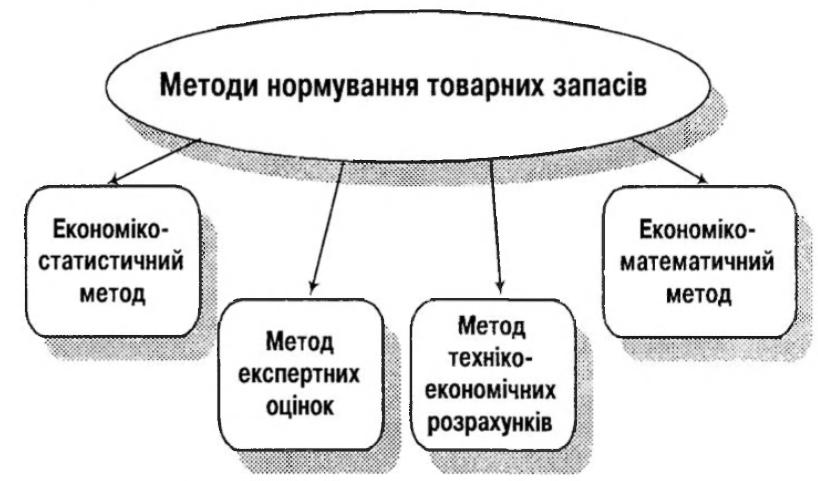 Методи нормування товарних запасів
Економіко-
статистичний
метод
Метод
експертних
оцінок
Метод
техніко-
економічних
розрахунків
Економіко-
математичний
метод